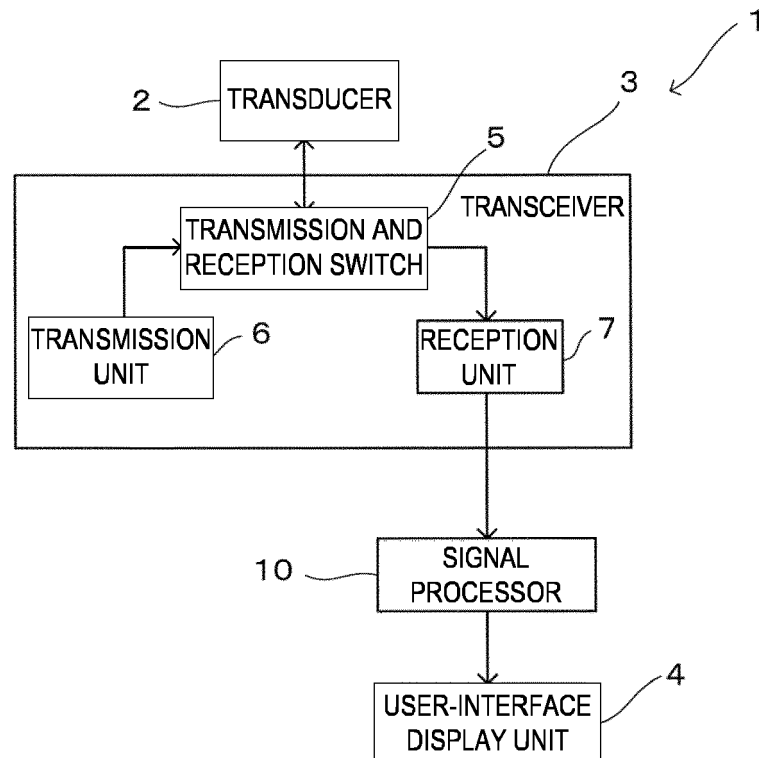 1
2
TRANSDUCER
3
5
TRANSCEIVER
TRANSMISSION AND
RECEPTION SWITCH
TRANSMISSION
UNIT
6
RECEPTION
UNIT
7
10
SIGNAL
PROCESSOR
USER-INTERFACE
DISPLAY UNIT
4